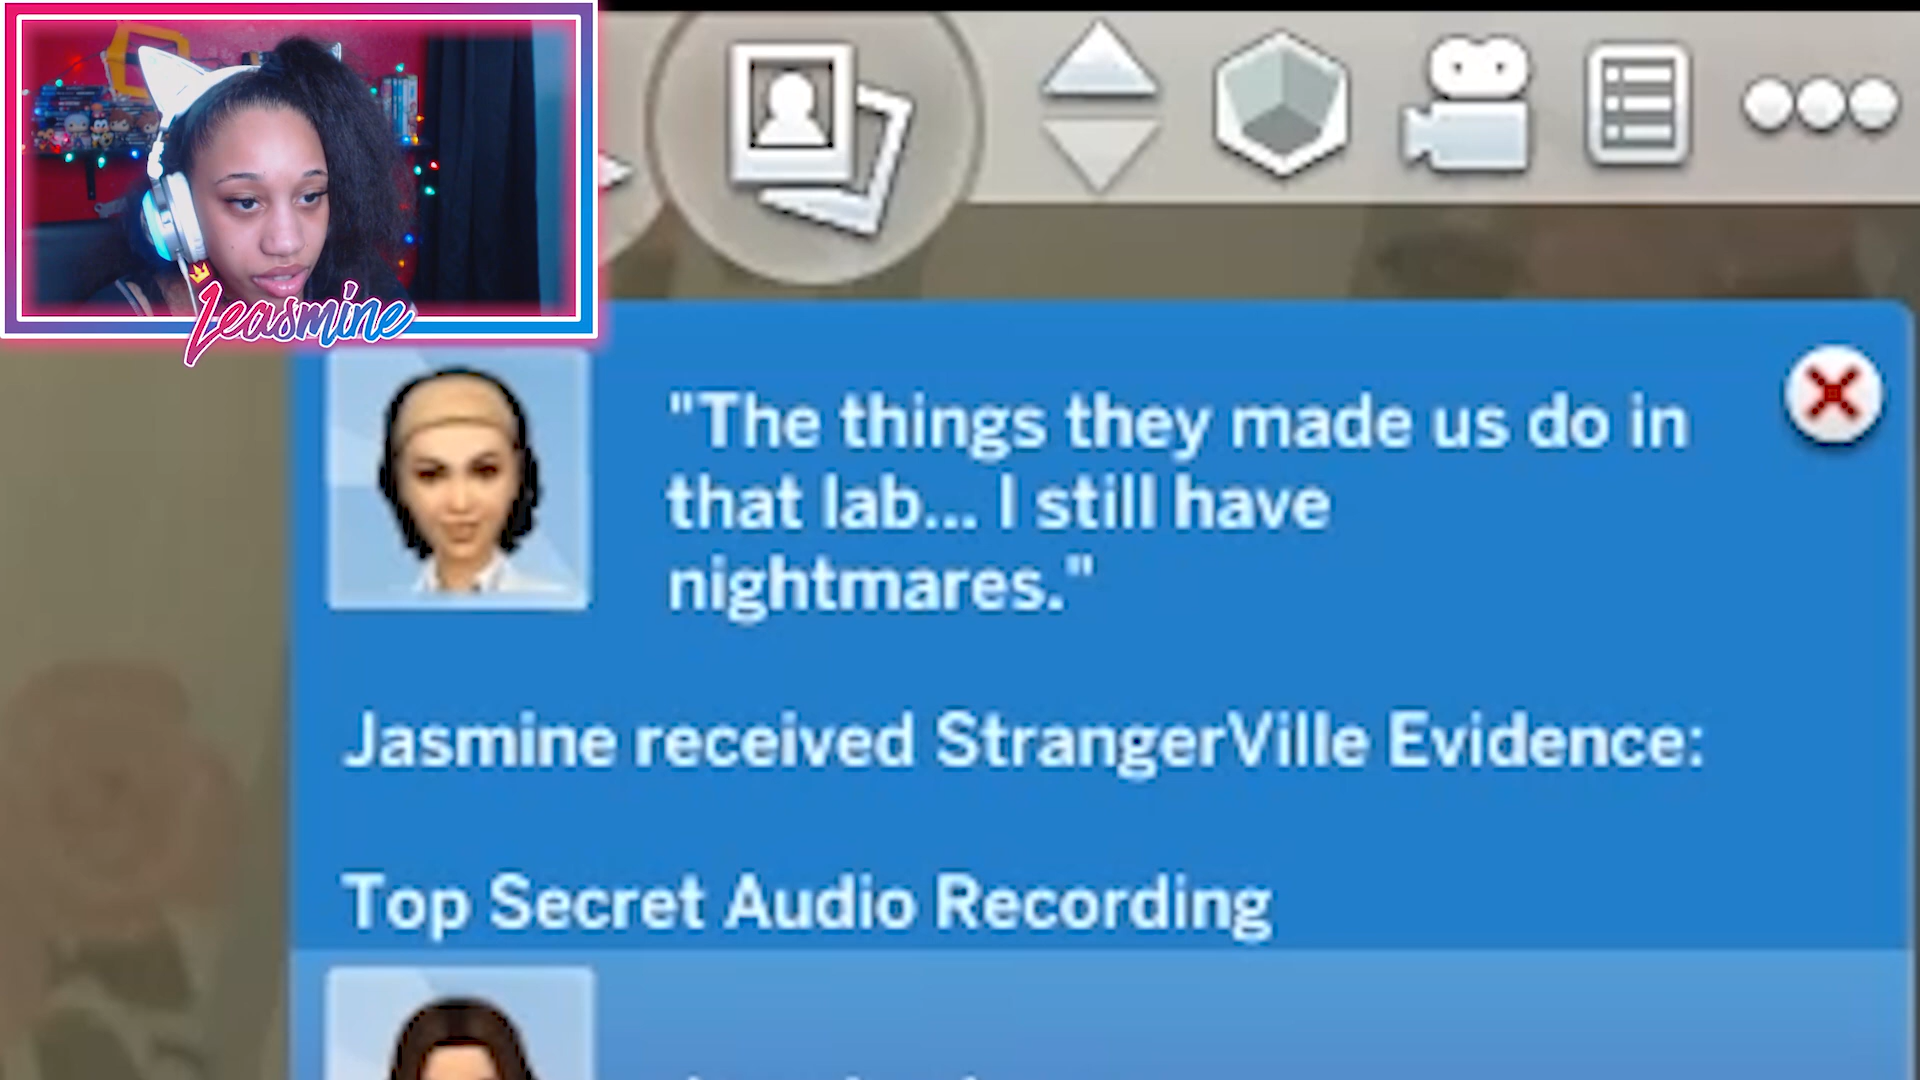 Leasmine
"The things they made us do in
that lab... I still have
nightmares."
Jasmine received StrangerVille Evidence:
Top Secret Audio Recording